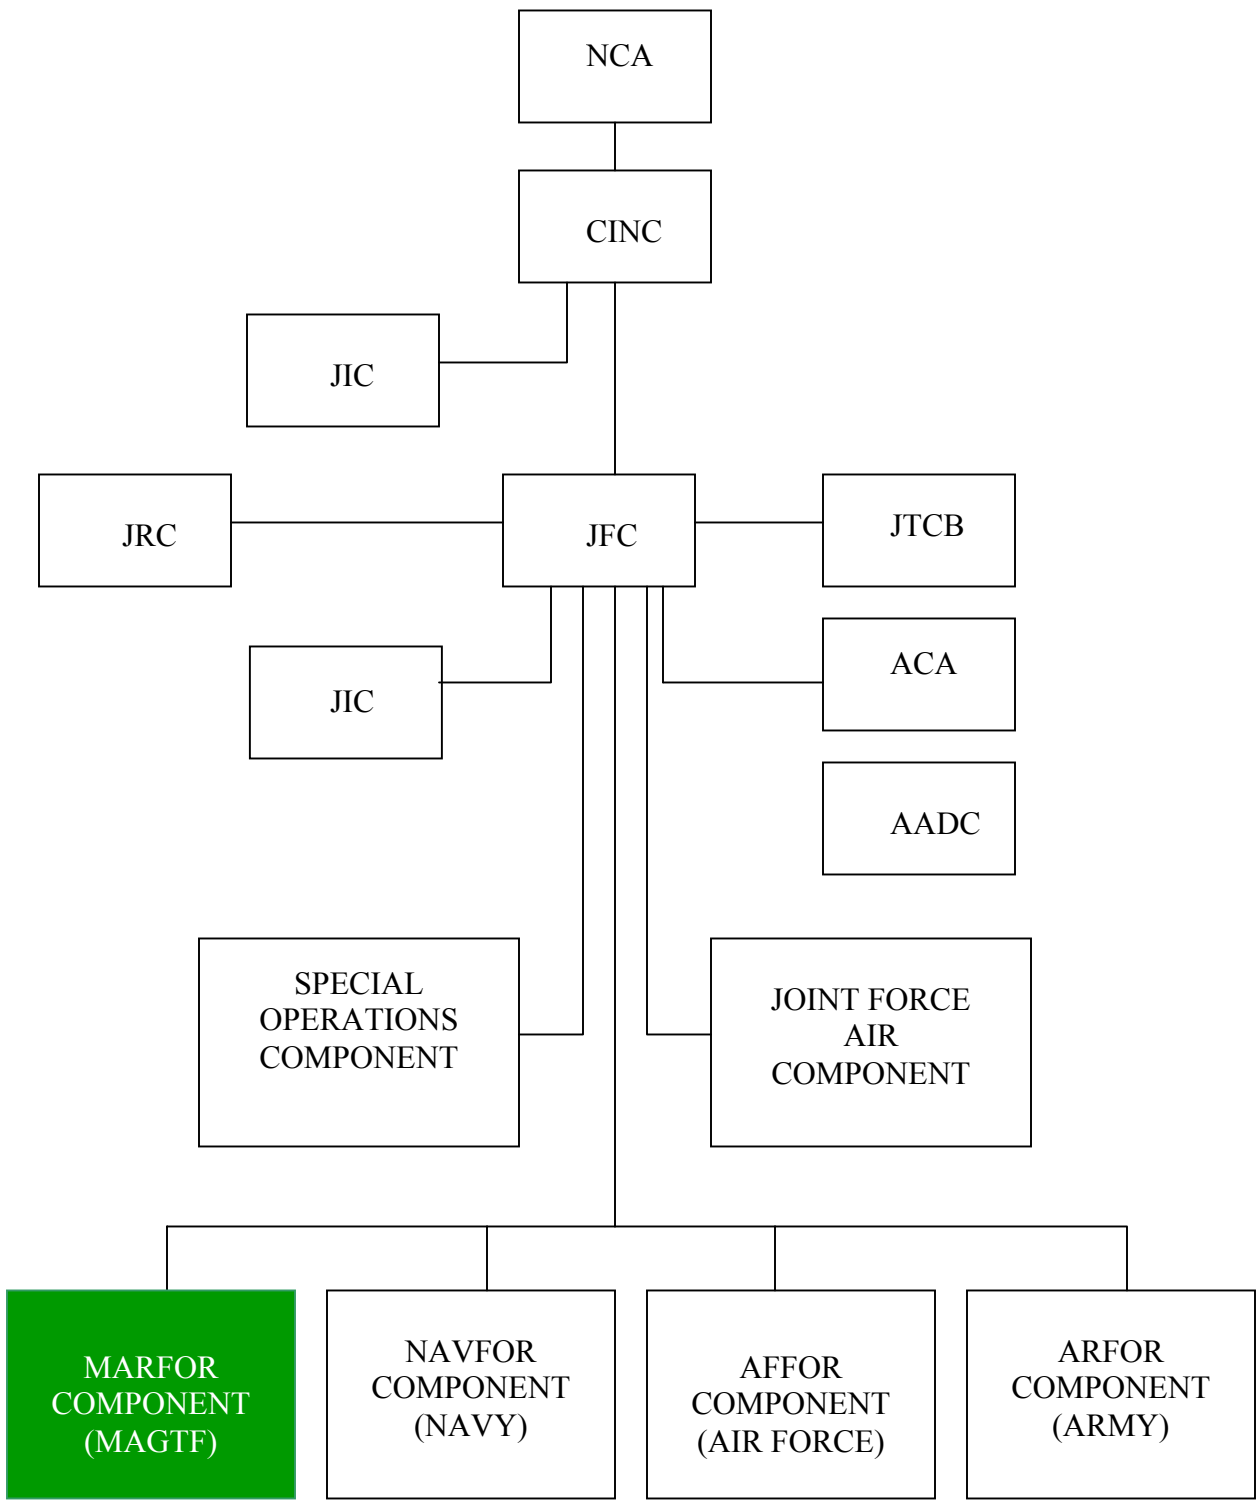 NCA
CINC
JIC
JRC
JFC
JTCB
JIC
ACA
AADC
SPECIAL
OPERATIONS
COMPONENT
JOINT FORCE
AIR
COMPONENT
MARFOR
COMPONENT
(MAGTF)
NAVFOR
COMPONENT
(NAVY)
AFFOR
COMPONENT
(AIR FORCE)
ARFOR
COMPONENT
(ARMY)